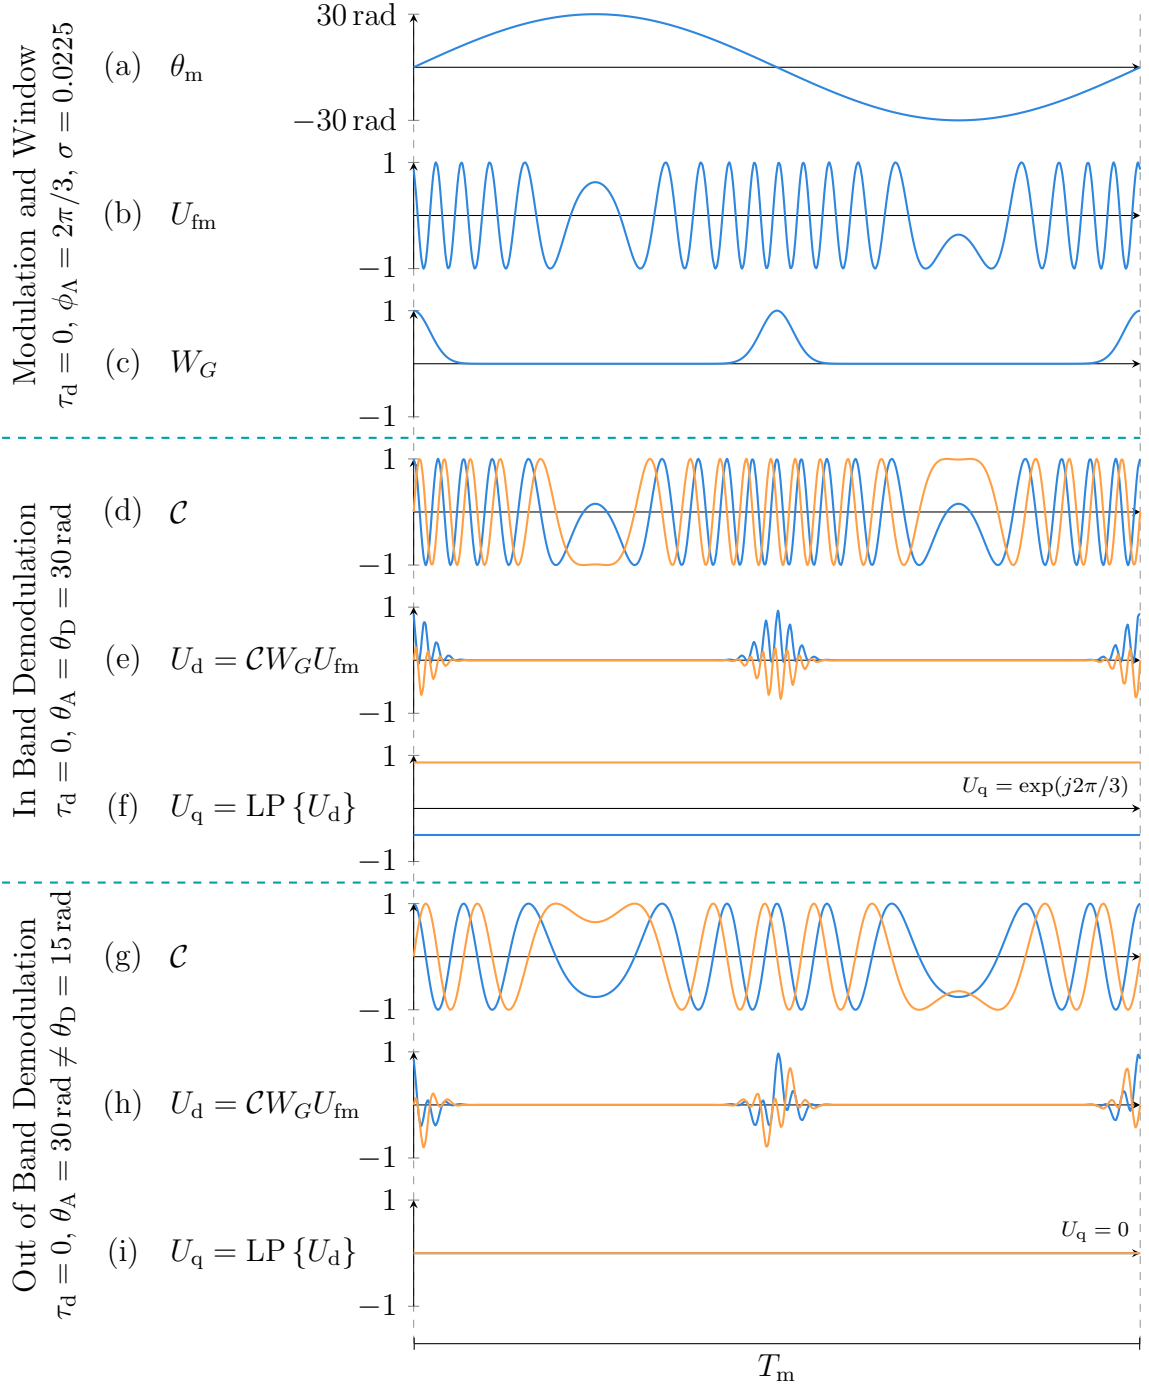 Modulation and Window
τd = 0, ϕΛ = 2π/3, σ = 0.0225
(a) θm
30 rad
−30 rad
(b) Ufm
1
−1
(c) WG
1
−1
In Band Demodulation
τd = 0, θA = θD = 30 rad
(d) 𝒞
1
−1
(e) Ud = 𝒞WGUfm
1
−1
(f) Uq = LP {Ud}
1
−1
Uq = exp(j2π/3)
Out of Band Demodulation
τd = 0, θA = 30 rad ≠ θD = 15 rad
(g) 𝒞
1
−1
(h) Ud = 𝒞WGUfm
1
−1
(i) Uq = LP {Ud}
1
−1
Uq = 0
Tm